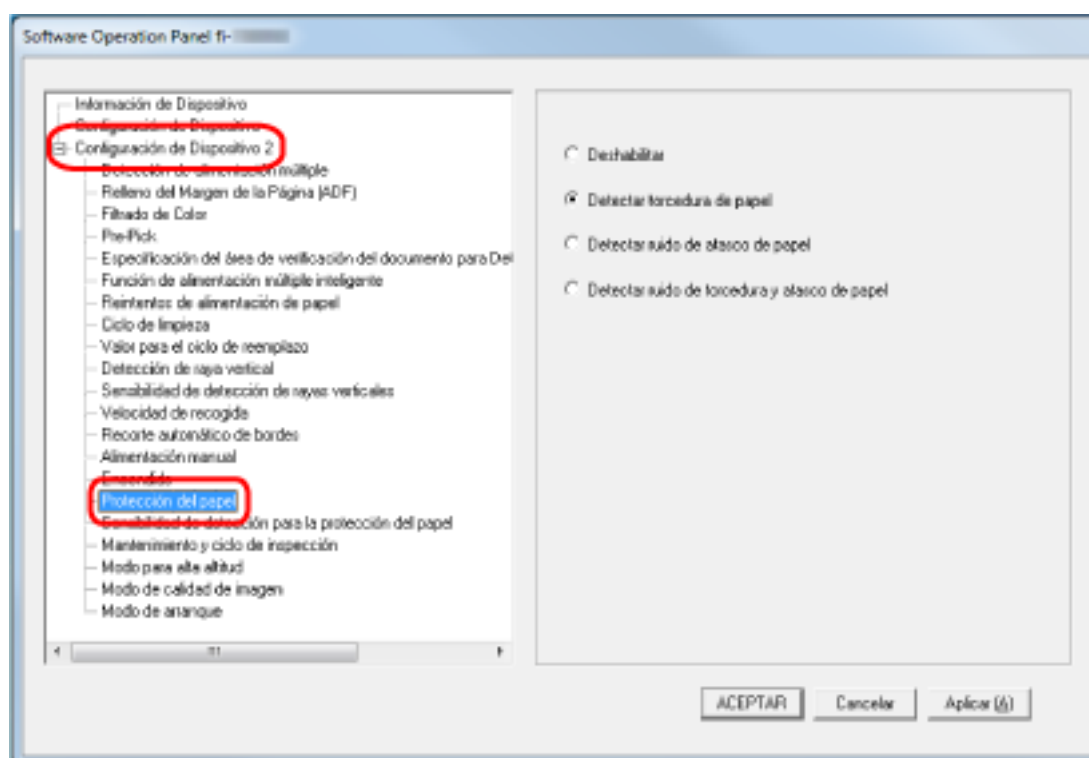 Software Operation Panel fi-
Información de Dispositivo
Configuración de Dispositivo
Configuración de Dispositivo 2
Detección de alimentación múltiple
Relleno del Margen de la Página (ADF)
Filtrado de Color
Pre-Pick
Especificación del área de verificación del documento para Det
Función de alimentación múltiple inteligente
Reintentos de alimentación de papel
Ciclo de limpieza
Valor para el ciclo de reemplazo
Detección de raya vertical
Sensibilidad de detección de rayas verticales
Velocidad de recogida
Recorte automático de bordes
Alimentación manual
Encendido
Protección del papel
Sensibilidad de detección para la protección del papel
Mantenimiento y ciclo de inspección
Modo para alta altitud
Modo de calidad de imagen
Modo de arranque
Deshabilitar
Detectar torcedura de papel
Detectar ruido de atasco de papel
Detectar ruido de torcedura y atasco de papel
ACEPTAR
Cancelar
Aplicar (A)